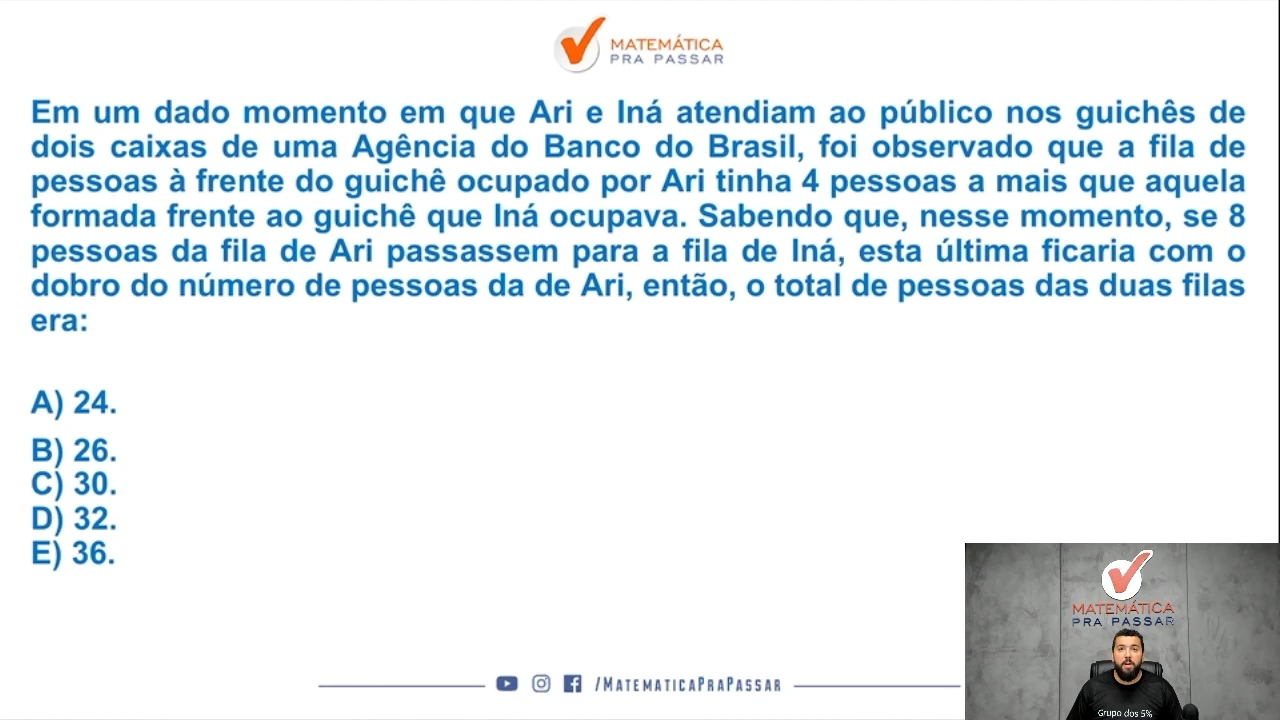 MATEMÁTICA
PRA PASSAR
Em um dado momento em que Ari e Iná atendiam ao público nos guichês de
dois caixas de uma Agência do Banco do Brasil, foi observado que a fila de
pessoas à frente do guichê ocupado por Ari tinha 4 pessoas a mais que aquela
formada frente ao guichê que Iná ocupava. Sabendo que, nesse momento, se 8
pessoas da fila de Ari passassem para a fila de Iná, esta última ficaria com o
dobro do número de pessoas da de Ari, então, o total de pessoas das duas filas
era:
A) 24.
B) 26.
C) 30.
D) 32.
E) 36.
MATEMÁTICA
PRA PASSAR
Grupo dos 5%
/MATEMATICAPRAPASSAR